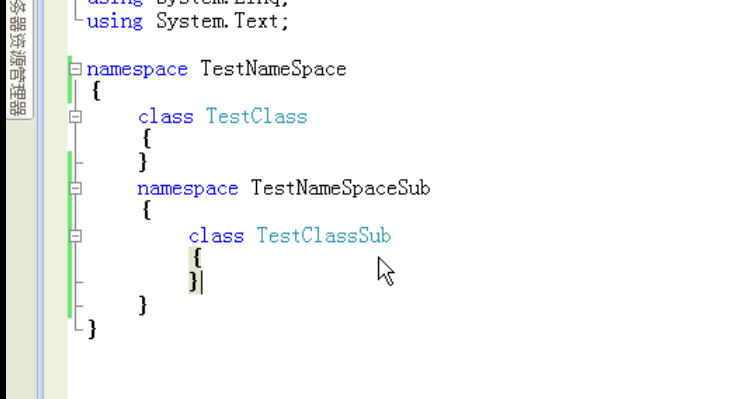 using System.Linq;
using System.Text;
namespace TestNameSpace
{
class TestClass
{
}
namespace TestNameSpaceSub
{
class TestClassSub
{
}
}
}
器资源管理器